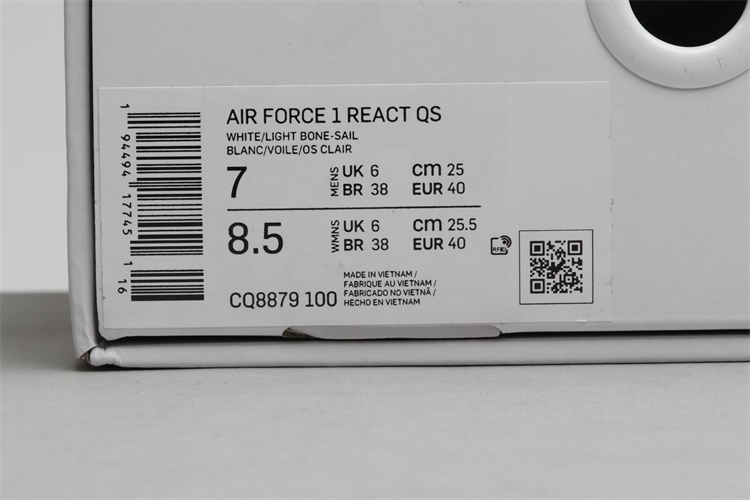 AIR FORCE 1 REACT QS
WHITE/LIGHT BONE-SAIL
BLANC/VOILE/OS CLAIR
7 MENS UK 6 CM 25
BR 38 EUR 40
8.5 WMNS UK 6 CM 25.5
BR 38 EUR 40
RFID
CQ8879 100
MADE IN VIETNAM /
FABRIQUE AU VIETNAM /
FABRICADO NO VIETNÃ /
HECHO EN VIETNAM
1 94494 17745 1 16